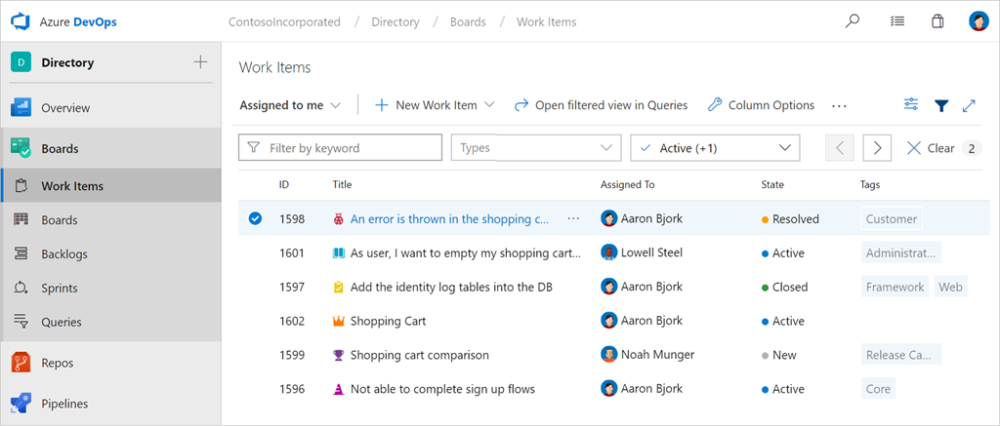 Azure DevOps ContosoIncorporated / Directory / Boards / Work Items
D Directory
Work Items
Overview
Assigned to me New Work Item Open filtered view in Queries Column Options ...
Boards
Filter by keyword Types Active (+1) Clear 2
Work Items
ID Title Assigned To State Tags
Boards
1598 An error is thrown in the shopping c... ... Aaron Bjork Resolved Customer
Backlogs
1601 As user, I want to empty my shopping cart... Lowell Steel Active Administrat...
Sprints
1597 Add the identity log tables into the DB Aaron Bjork Closed Framework Web
Queries
1602 Shopping Cart Aaron Bjork Active
Repos
1599 Shopping cart comparison Noah Munger New Release Ca...
Pipelines
1596 Not able to complete sign up flows Aaron Bjork Active Core